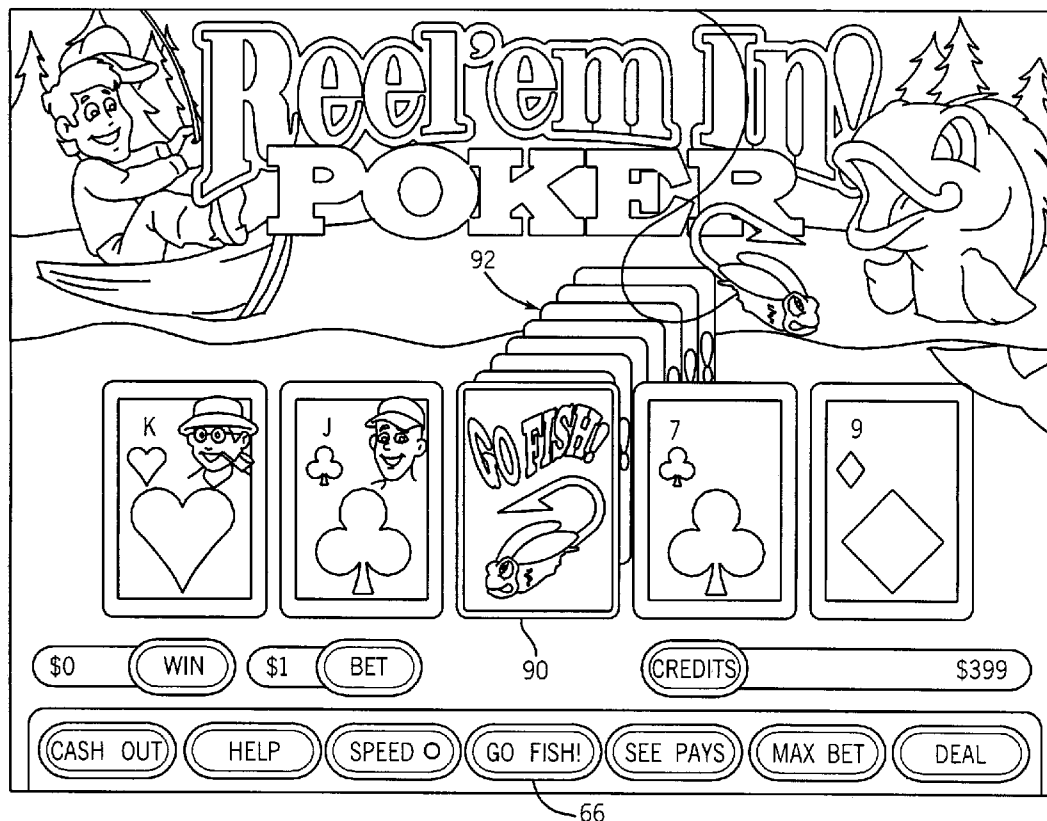 Reel'em In!
POKER
92
K
J
GO FISH!
7
9
$0 WIN $1 BET
90
CREDITS $399
CASH OUT HELP SPEED O GO FISH! SEE PAYS MAX BET DEAL
66